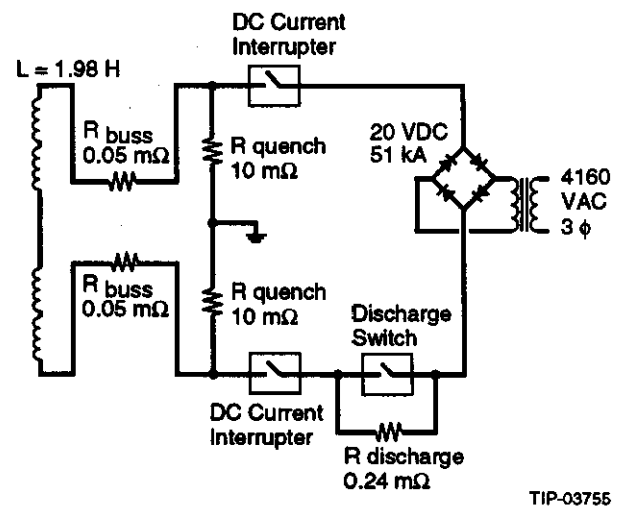 DC Current
Interrupter
L = 1.98 H
R buss
0.05 mΩ
R quench
10 mΩ
20 VDC
51 kA
4160
VAC
3 ϕ
R buss
0.05 mΩ
R quench
10 mΩ
Discharge
Switch
DC Current
Interrupter
R discharge
0.24 mΩ
TIP-03755